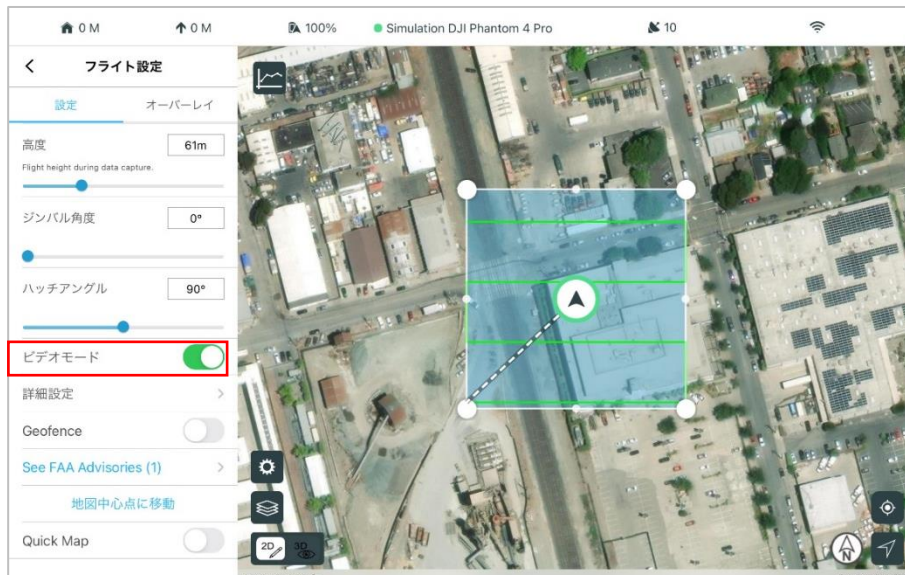 0 M
0 M
100%
Simulation DJI Phantom 4 Pro
10
フライト設定
設定
オーバーレイ
高度
61m
Flight height during data capture.
ジンバル角度
0°
ハッチアングル
90°
ビデオモード
詳細設定
Geofence
See FAA Advisories (1)
地図中心点に移動
Quick Map
2D
3D
N